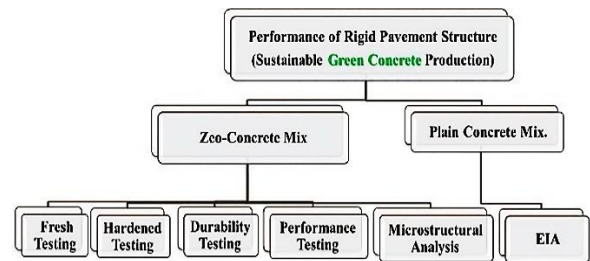 Performance of Rigid Pavement Structure
(Sustainable Green Concrete Production)
Zeo-Concrete Mix
Plain Concrete Mix.
Fresh
Testing
Hardened
Testing
Durability
Testing
Performance
Testing
Microstructural
Analysis
EIA